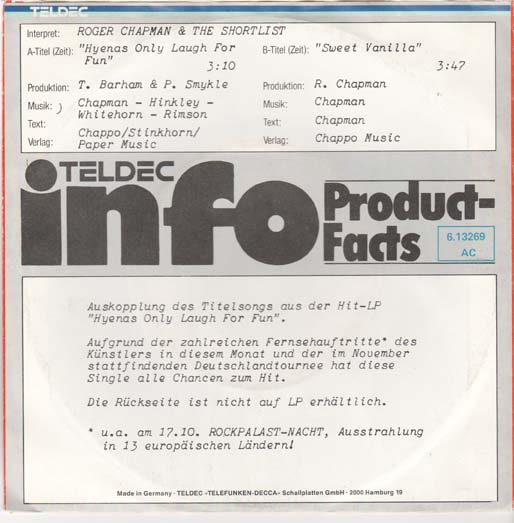 TELDEC
Interpret: ROGER CHAPMAN & THE SHORTLIST
A-Titel (Zeit): "Hyenas Only Laugh For Fun" 3:10
Produktion: T. Barham & P. Smykle
Musik: ) Chapman - Hinkley -
Text: Whitehorn - Rimson
Verlag: Chappo/Stinkhorn/
Paper Music
B-Titel (Zeit): "Sweet Vanilla"
3:47
Produktion: R. Chapman
Musik: Chapman
Text: Chapman
Verlag: Chappo Music
TELDEC
info
Product-
Facts
6.13269
AC
Auskopplung des Titelsongs aus der Hit-LP
"Hyenas Only Laugh For Fun".
Aufgrund der zahlreichen Fernsehauftritte* des
Künstlers in diesem Monat und der im November
stattfindenden Deutschlandtournee hat diese
Single alle Chancen zum Hit.
Die Rückseite ist nicht auf LP erhältlich.
* u.a. am 17.10. ROCKPALAST-NACHT, Ausstrahlung
in 13 europäischen Ländern!
Made in Germany · TELDEC »TELEFUNKEN-DECCA« Schallplatten GmbH · 2000 Hamburg 19